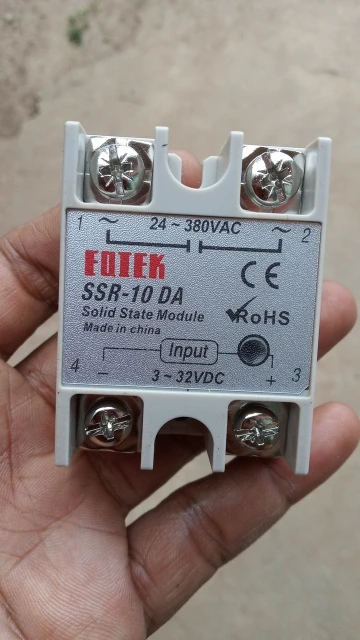 1 ~ 24 ~ 380VAC ~ 2
FOTEK
CE
SSR-10 DA
Solid State Module
RoHS
Made in china
Input
4 − 3 ~ 32VDC + 3